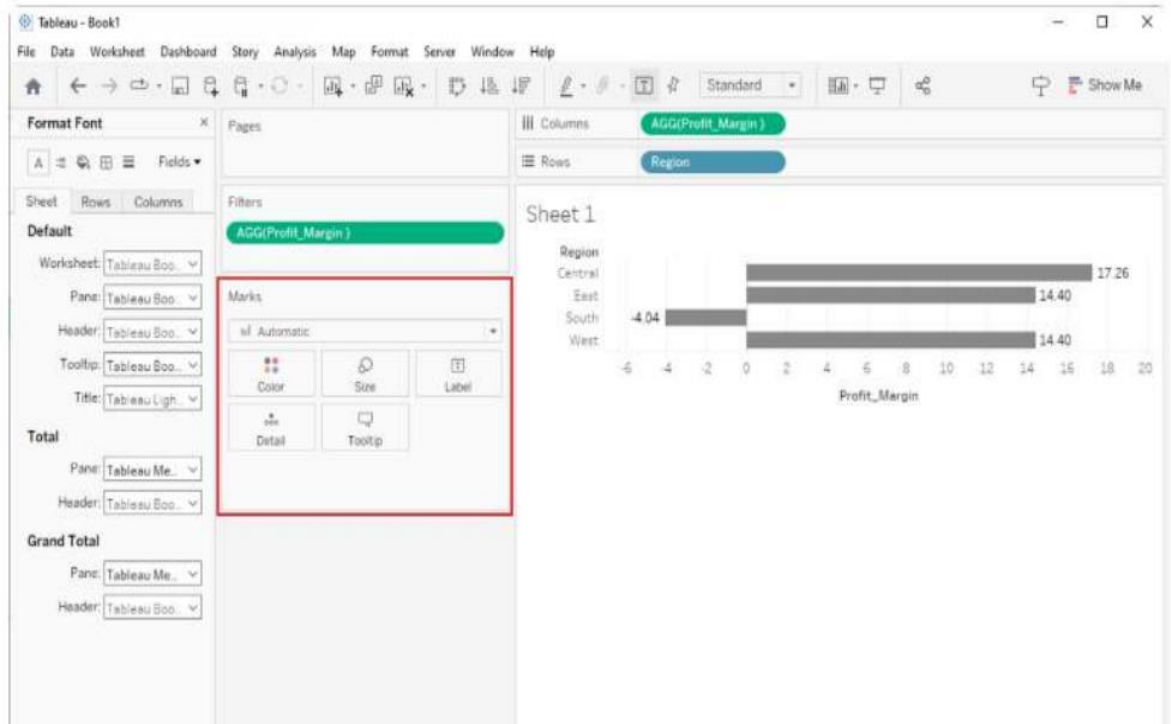 Tableau - Book1
File Data Worksheet Dashboard Story Analysis Map Format Server Window Help
Standard
Show Me
Format Font
Fields
Sheet Rows Columns
Default
Worksheet: Tableau Boo..
Pane: Tableau Boo..
Header: Tableau Boo..
Tooltip: Tableau Boo..
Title: Tableau Ligh..
Total
Pane: Tableau Me..
Header: Tableau Boo..
Grand Total
Pane: Tableau Me..
Header: Tableau Boo..
Pages
Filters
AGG(Profit_Margin )
Marks
Automatic
Color Size Label
Detail Tooltip
Columns AGG(Profit_Margin )
Rows Region
Sheet 1
Region
Central 17.26
East 14.40
South -4.04
West 14.40
-6 -4 -2 0 2 4 6 8 10 12 14 16 18 20
Profit_Margin